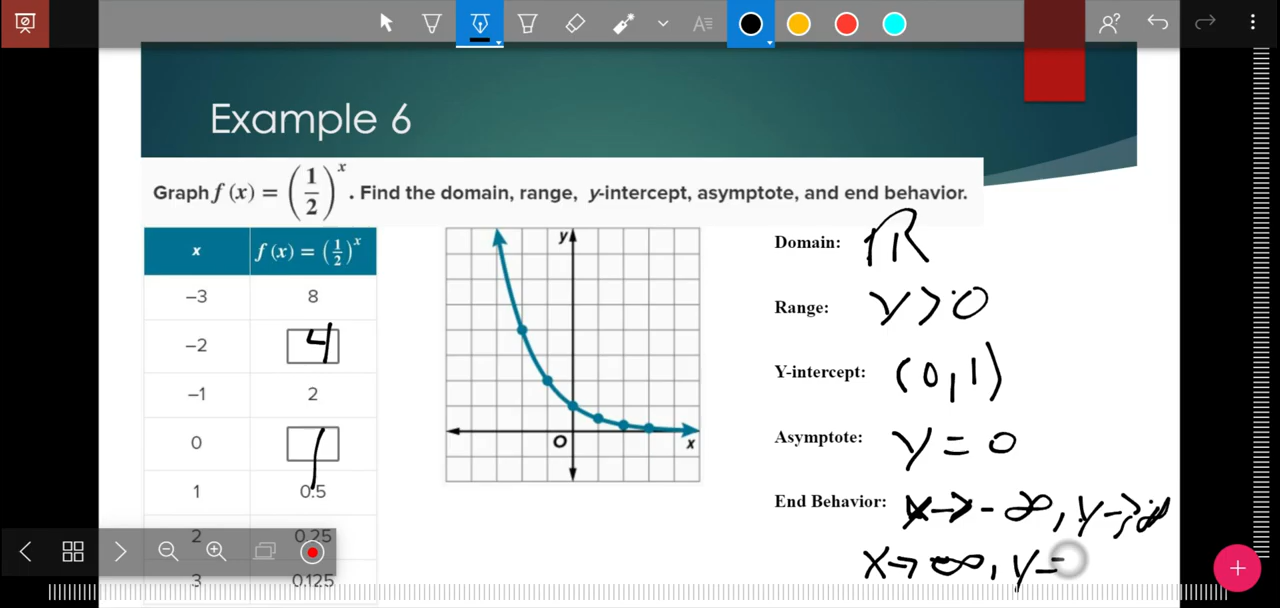 Example 6
Graph f (x) = (1/2)^x. Find the domain, range, y-intercept, asymptote, and end behavior.
x f (x) = (1/2)^x
−3 8
−2 4
−1 2
0 1
1 0.5
2 0.25
3 0.125
y
O x
Domain: ℝ
Range: y > 0
Y-intercept: (0,1)
Asymptote: y = 0
End Behavior: x → -∞, y → ∞
x → ∞, y =